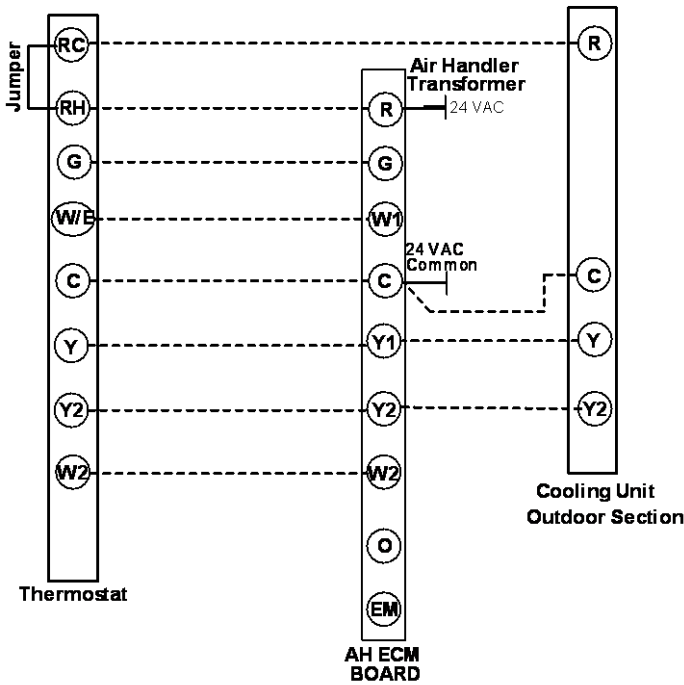 Jumper
RC
RH
G
W/E
C
Y
Y2
W2
Thermostat
Air Handler
Transformer
24 VAC
R
G
W1
24 VAC
Common
C
Y1
Y2
W2
O
EM
AH ECM
BOARD
R
C
Y
Y2
Cooling Unit
Outdoor Section